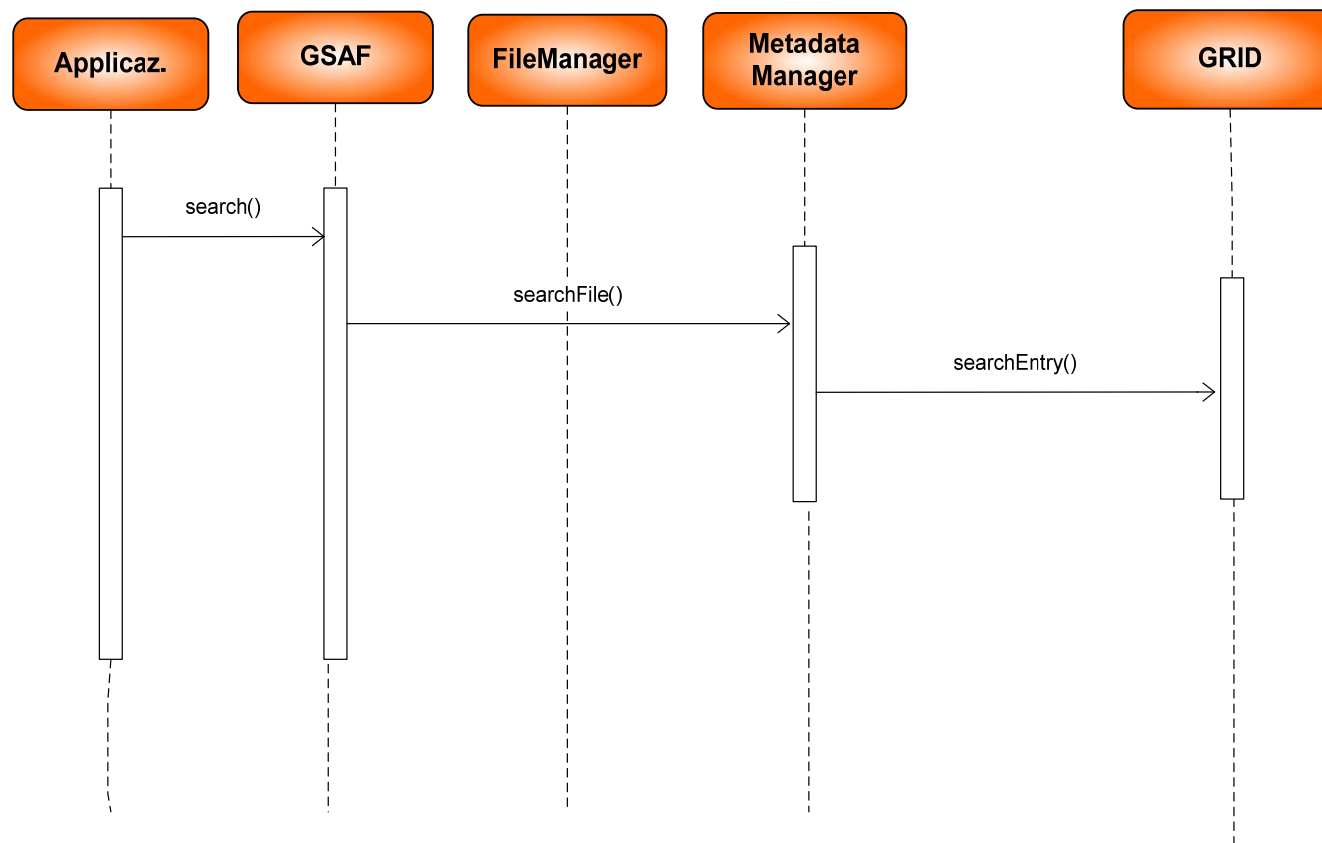 Applicaz.
GSAF
FileManager
Metadata
Manager
GRID
search()
searchFile()
searchEntry()